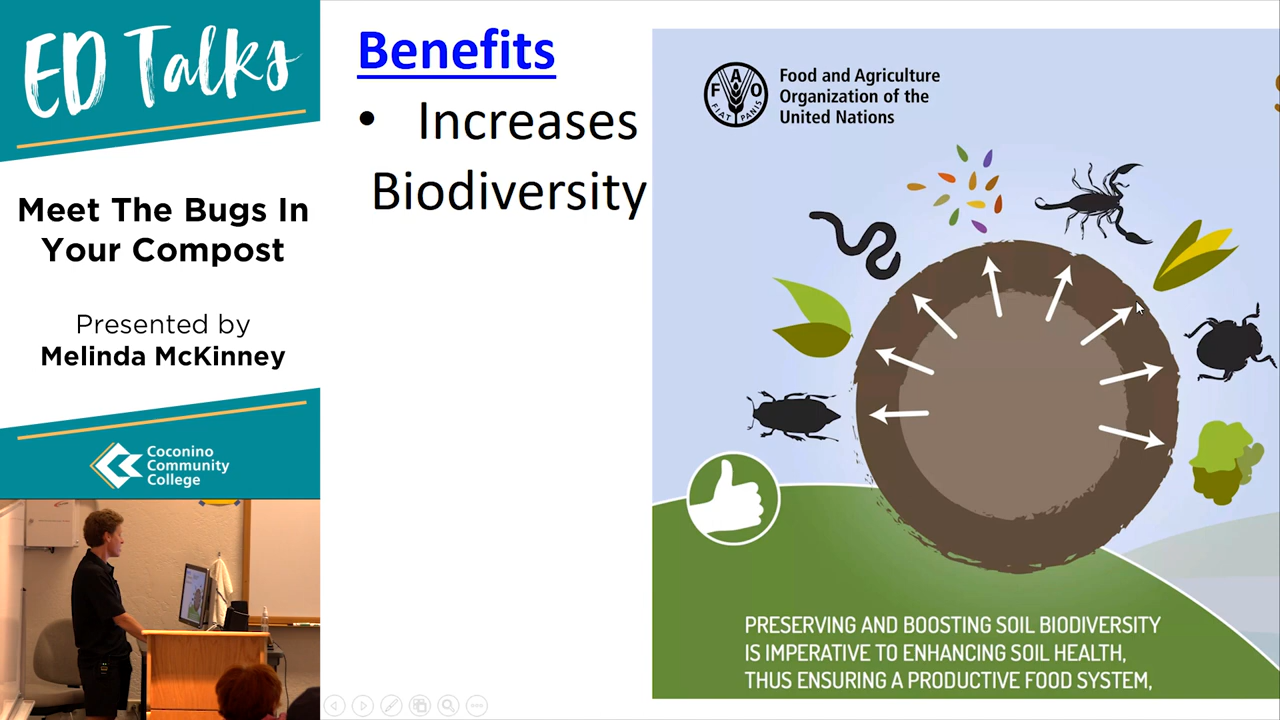 ED Talks
Meet The Bugs In
Your Compost
Presented by
Melinda McKinney
Coconino
Community
College
Benefits
• Increases
Biodiversity
FAO
FIAT PANIS
Food and Agriculture
Organization of the
United Nations
PRESERVING AND BOOSTING SOIL BIODIVERSITY
IS IMPERATIVE TO ENHANCING SOIL HEALTH,
THUS ENSURING A PRODUCTIVE FOOD SYSTEM,